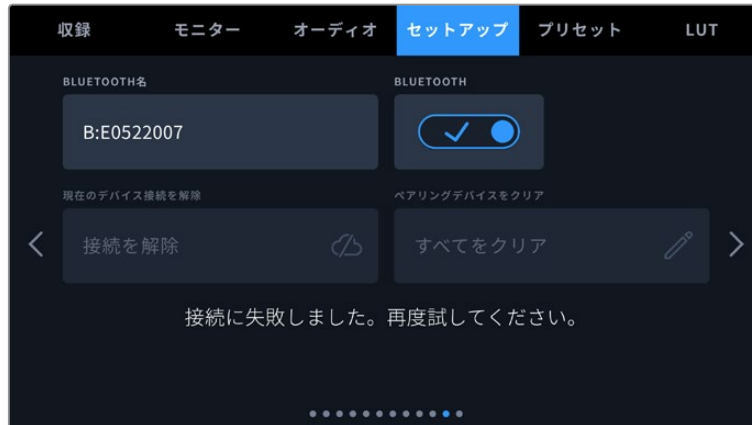 収録 モニター オーディオ セットアップ プリセット LUT
BLUETOOTH名 BLUETOOTH
B:E0522007
現在のデバイス接続を解除 ペアリングデバイスをクリア
接続を解除 すべてをクリア
接続に失敗しました。再度試してください。